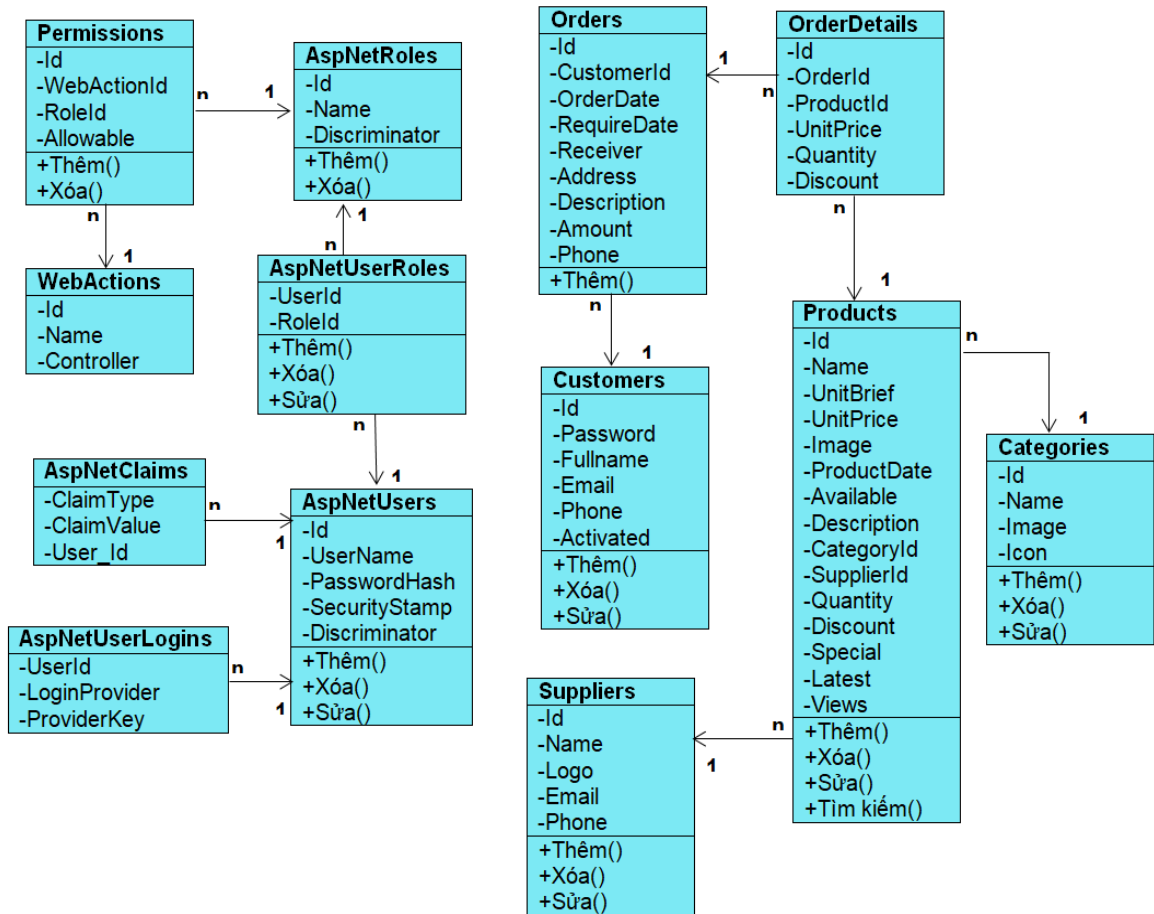 Permissions
-Id
-WebActionId
-RoleId
-Allowable
+Thêm()
+Xóa()
n
1
AspNetRoles
-Id
-Name
-Discriminator
+Thêm()
+Xóa()
n
1
1
n
WebActions
-Id
-Name
-Controller
AspNetUserRoles
-UserId
-RoleId
+Thêm()
+Xóa()
+Sửa()
n
1
AspNetClaims
-ClaimType
-ClaimValue
-User_Id
n
1
AspNetUsers
-Id
-UserName
-PasswordHash
-SecurityStamp
-Discriminator
+Thêm()
+Xóa()
+Sửa()
AspNetUserLogins
-UserId
-LoginProvider
-ProviderKey
n
1
Orders
-Id
-CustomerId
-OrderDate
-RequireDate
-Receiver
-Address
-Description
-Amount
-Phone
+Thêm()
1
n
OrderDetails
-Id
-OrderId
-ProductId
-UnitPrice
-Quantity
-Discount
n
1
n
1
Customers
-Id
-Password
-Fullname
-Email
-Phone
-Activated
+Thêm()
+Xóa()
+Sửa()
Products
-Id
-Name
-UnitBrief
-UnitPrice
-Image
-ProductDate
-Available
-Description
-CategoryId
-SupplierId
-Quantity
-Discount
-Special
-Latest
-Views
+Thêm()
+Xóa()
+Sửa()
+Tìm kiếm()
n
1
Categories
-Id
-Name
-Image
-Icon
+Thêm()
+Xóa()
+Sửa()
Suppliers
-Id
-Name
-Logo
-Email
-Phone
+Thêm()
+Xóa()
+Sửa()
n
1